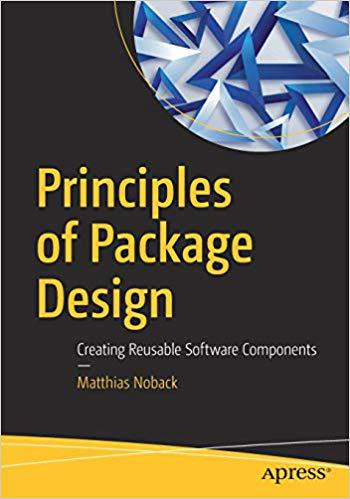 Principles
of Package
Design
Creating Reusable Software Components
—
Matthias Noback
Apress®